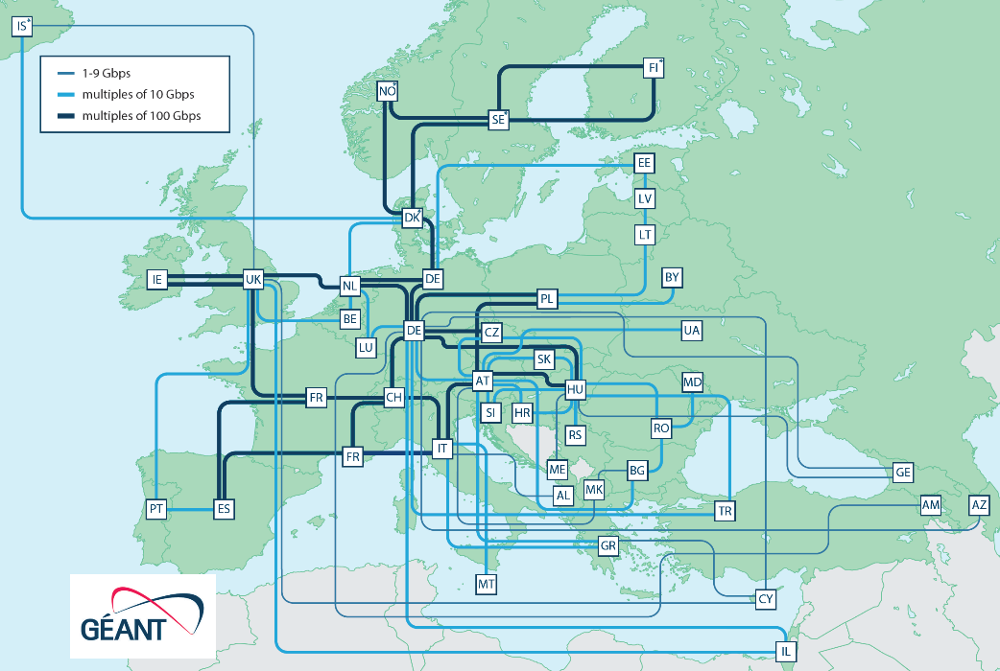 IS*
1-9 Gbps
multiples of 10 Gbps
multiples of 100 Gbps
NO*
FI*
SE*
EE
LV
DK*
LT
IE
UK
NL
DE
BY
PL
BE
LU
DE
CZ
UA
SK
AT
HU
MD
FR
CH
SI
HR
RO
RS
FR
IT
ME
BG
GE
AL
MK
PT
ES
TR
AM
AZ
GR
MT
CY
GÉANT
IL